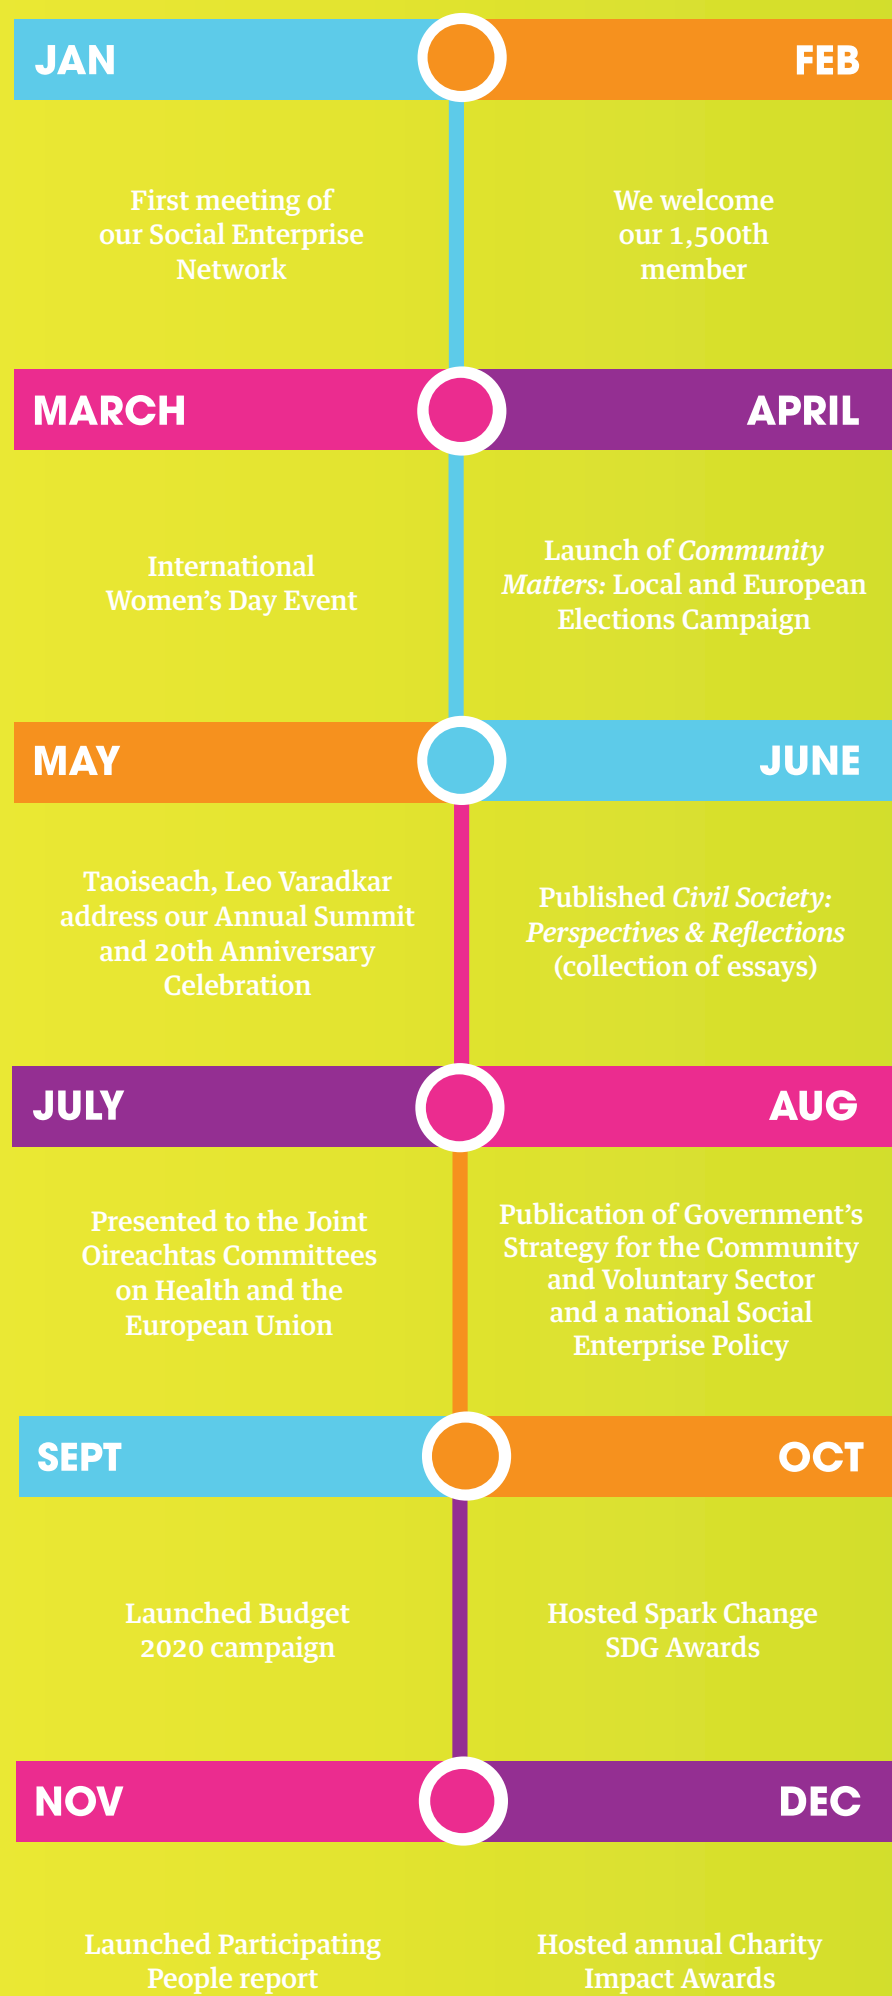 JAN
FEB
First meeting of
our Social Enterprise
Network
We welcome
our 1,500th
member
MARCH
APRIL
International
Women’s Day Event
Launch of Community
Matters: Local and European
Elections Campaign
MAY
JUNE
Taoiseach, Leo Varadkar
address our Annual Summit
and 20th Anniversary
Celebration
Published Civil Society:
Perspectives & Reflections
(collection of essays)
JULY
AUG
Presented to the Joint
Oireachtas Committees
on Health and the
European Union
Publication of Government’s
Strategy for the Community
and Voluntary Sector
and a national Social
Enterprise Policy
SEPT
OCT
Launched Budget
2020 campaign
Hosted Spark Change
SDG Awards
NOV
DEC
Launched Participating
People report
Hosted annual Charity
Impact Awards